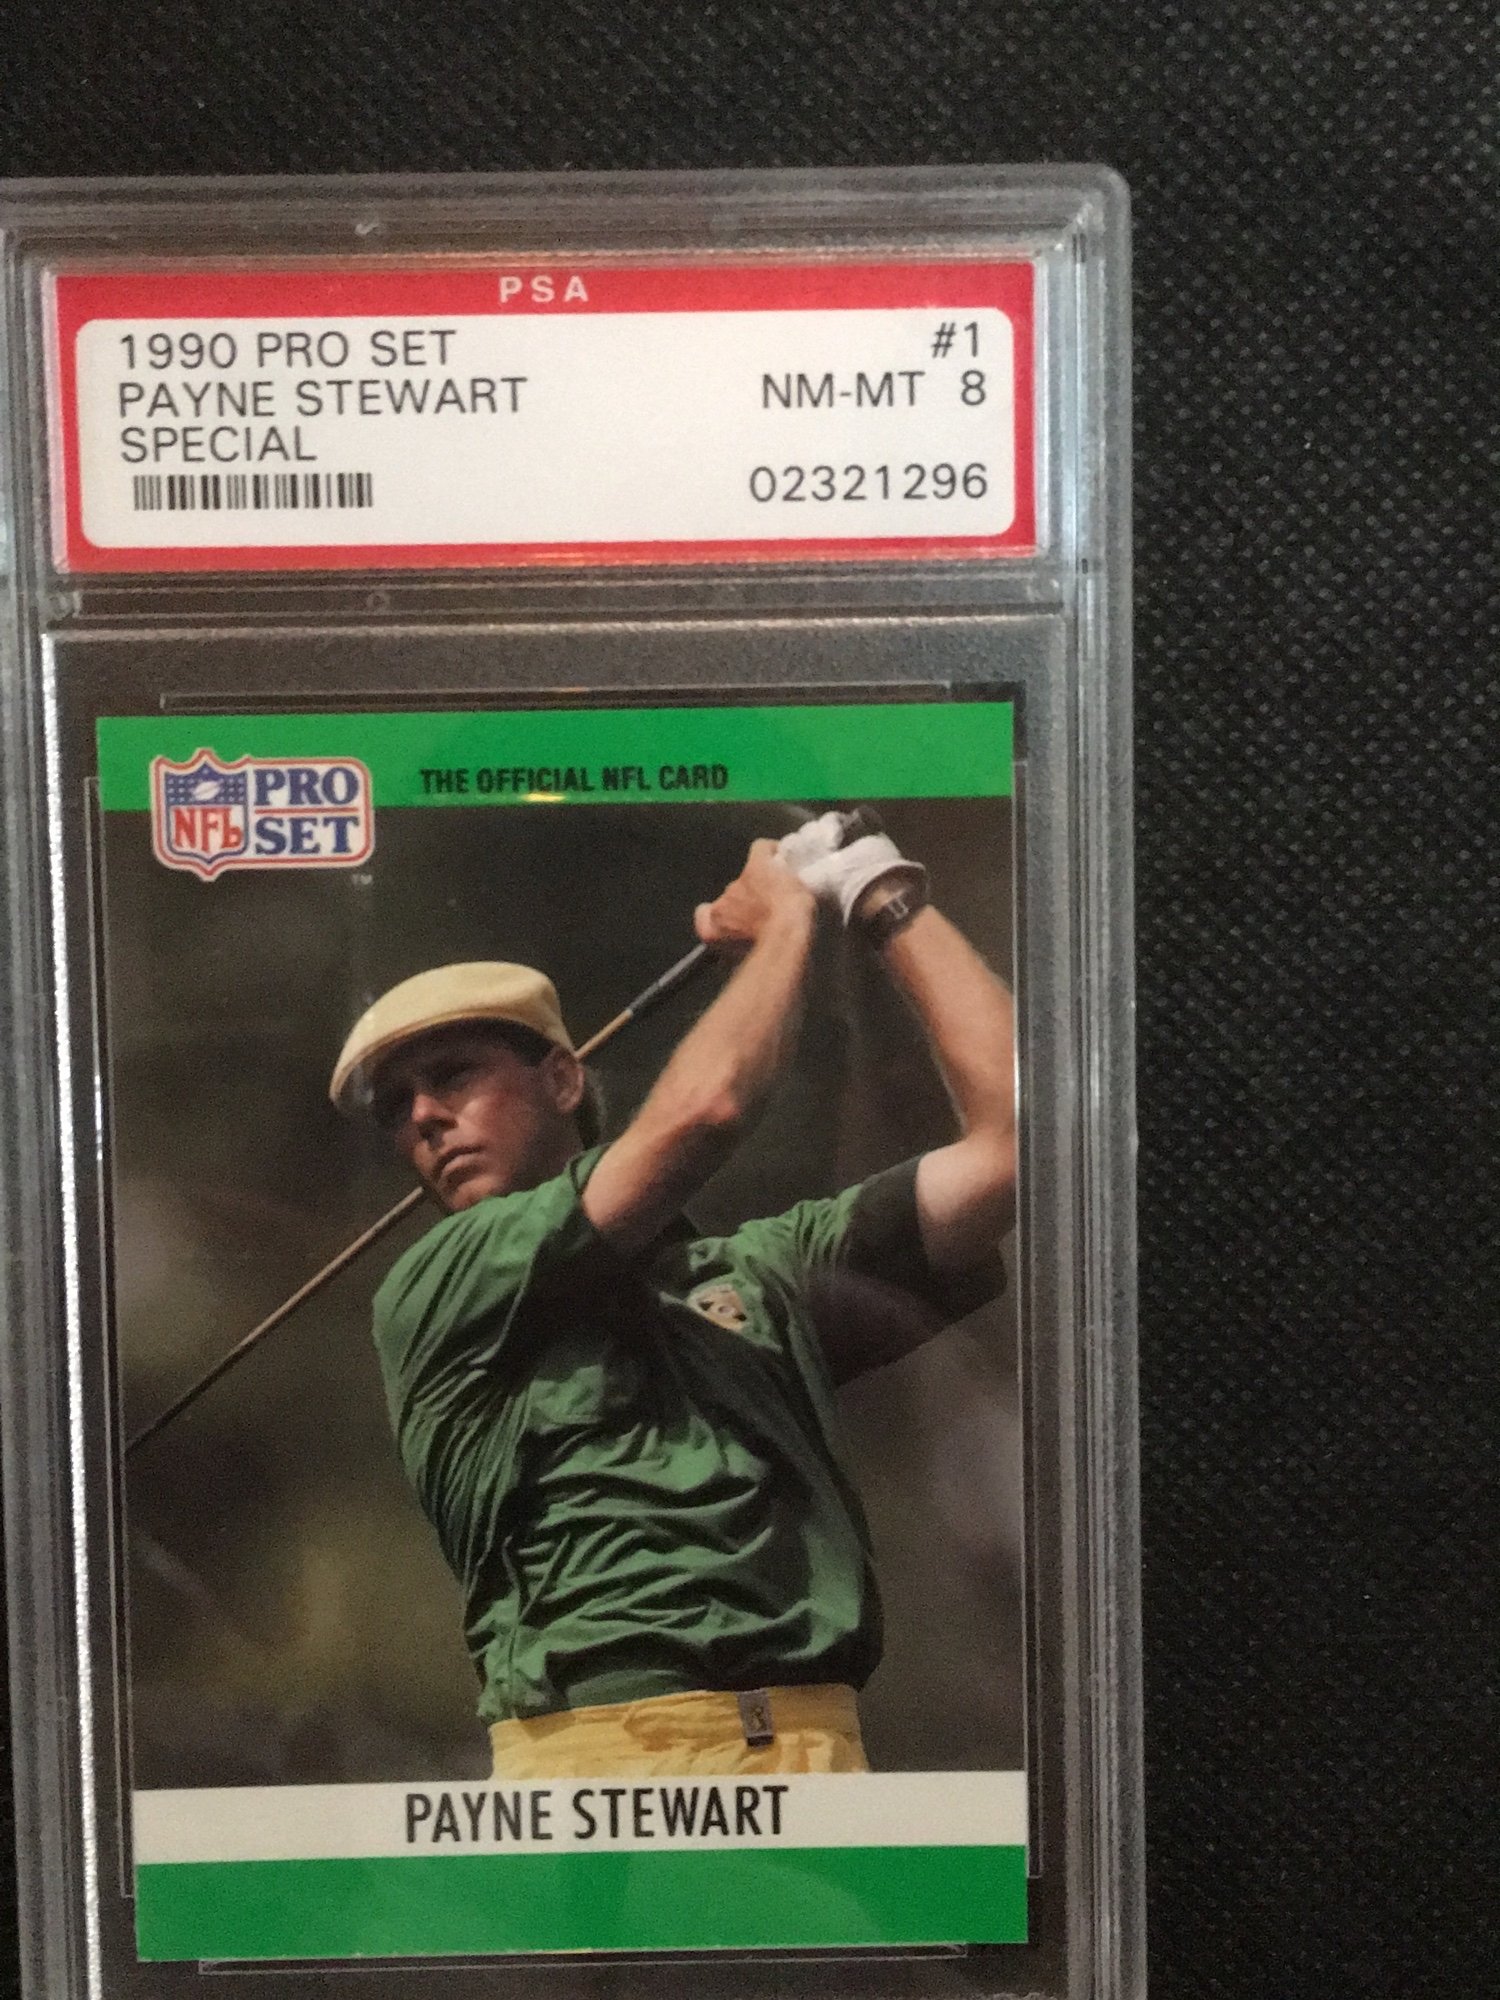 PSA
1990 PRO SET #1
PAYNE STEWART NM-MT 8
SPECIAL
02321296
NFL PRO SET ™
THE OFFICIAL NFL CARD
PAYNE STEWART